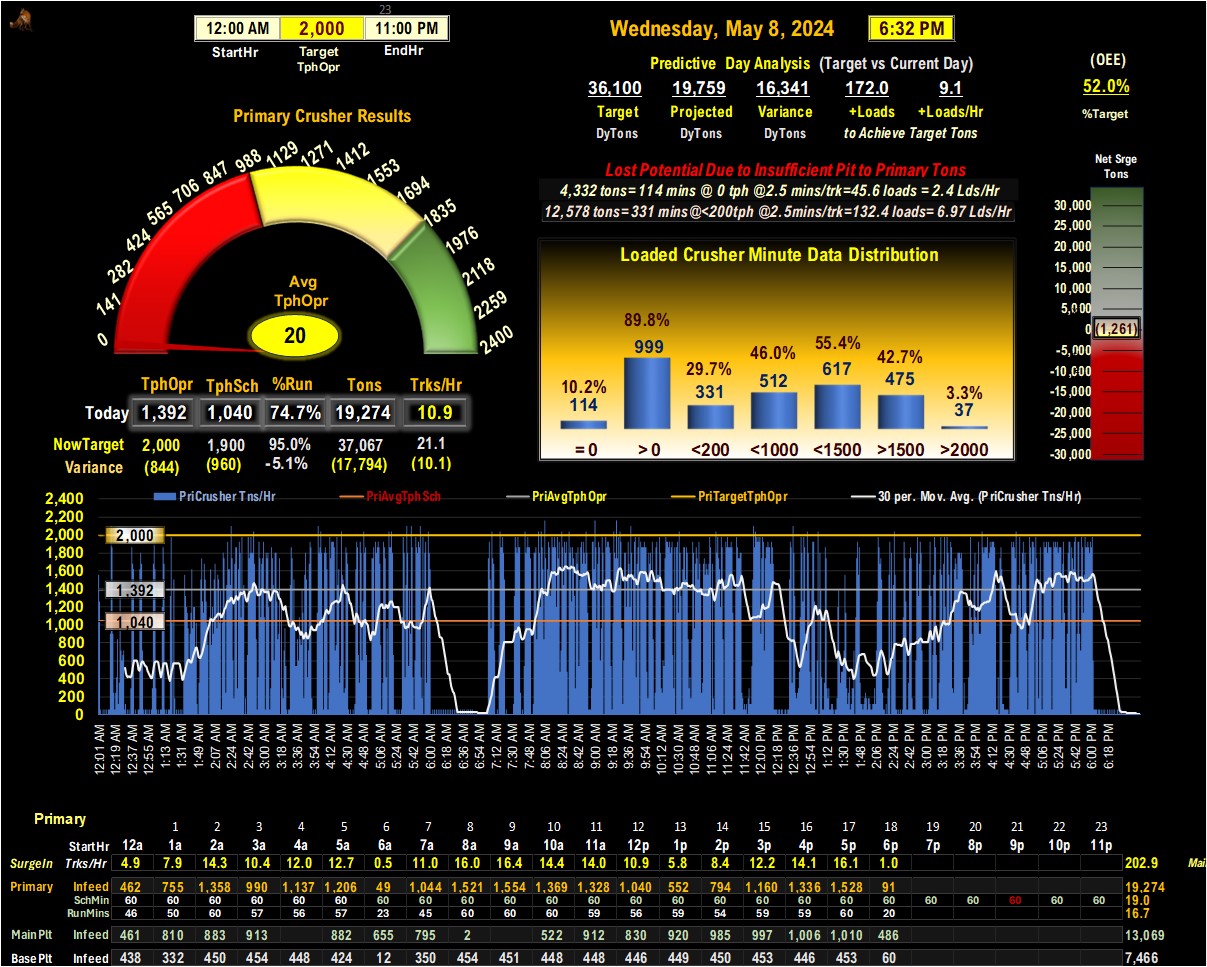 23
12:00 AM 2,000 11:00 PM
StartHr Target TphOpr EndHr
Wednesday, May 8, 2024 6:32 PM
Predictive Day Analysis (Target vs Current Day)
36,100 19,759 16,341 172.0 9.1
Target Projected Variance +Loads +Loads/Hr
DyTons DyTons DyTons to Achieve Target Tons
(OEE)
52.0%
%Target
Primary Crusher Results
0 141 282 424 565 706 847 988 1129 1271 1412 1553 1694 1835 1976 2118 2259 2400
Avg
TphOpr
20
TphOpr TphSch %Run Tons Trks/Hr
Today 1,392 1,040 74.7% 19,274 10.9
NowTarget 2,000 1,900 95.0% 37,067 21.1
Variance (844) (960) -5.1% (17,794) (10.1)
Lost Potential Due to Insufficient Pit to Primary Tons
4,332 tons=114 mins @ 0 tph @2.5 mins/trk=45.6 loads = 2.4 Lds/Hr
12,578 tons=331 mins@<200tph @2.5mins/trk=132.4 loads= 6.97 Lds/Hr
Loaded Crusher Minute Data Distribution
10.2% 89.8% 29.7% 46.0% 55.4% 42.7% 3.3%
114 999 331 512 617 475 37
=0 >0 <200 <1000 <1500 >1500 >2000
Net Srge
Tons
30,000
25,000
20,000
15,000
10,000
5,000
0 (1,261)
-5,000
-10,000
-15,000
-20,000
-25,000
-30,000
PriCrusher Tns/Hr PriAvgTphSch PriAvgTphOpr PriTargetTphOpr 30 per. Mov. Avg. (PriCrusher Tns/Hr)
2,400
2,200
2,000 2,000
1,800
1,600
1,400 1,392
1,200
1,000 1,040
800
600
400
200
0
12:01 AM 12:19 AM 12:37 AM 12:55 AM 1:13 AM 1:31 AM 1:49 AM 2:07 AM 2:24 AM 2:42 AM 3:00 AM 3:18 AM 3:36 AM 3:54 AM 4:12 AM 4:30 AM 4:48 AM 5:06 AM 5:24 AM 5:42 AM 6:00 AM 6:18 AM 6:36 AM 6:54 AM 7:12 AM 7:30 AM 7:48 AM 8:06 AM 8:24 AM 8:42 AM 9:00 AM 9:18 AM 9:36 AM 9:54 AM 10:12 AM 10:30 AM 10:48 AM 11:06 AM 11:24 AM 11:42 AM 12:00 PM 12:18 PM 12:36 PM 12:54 PM 1:12 PM 1:30 PM 1:48 PM 2:06 PM 2:24 PM 2:42 PM 3:00 PM 3:18 PM 3:36 PM 3:54 PM 4:12 PM 4:30 PM 4:48 PM 5:06 PM 5:24 PM 5:42 PM 6:00 PM 6:18 PM
Primary
1 2 3 4 5 6 7 8 9 10 11 12 13 14 15 16 17 18 19 20 21 22 23
StartHr 12a 1a 2a 3a 4a 5a 6a 7a 8a 9a 10a 11a 12p 1p 2p 3p 4p 5p 6p 7p 8p 9p 10p 11p
SurgeIn Trks/Hr 4.9 7.9 14.3 10.4 12.0 12.7 0.5 11.0 16.0 16.4 14.4 14.0 10.9 5.8 8.4 12.2 14.1 16.1 1.0 202.9
Primary Infeed 462 755 1,358 990 1,137 1,206 49 1,044 1,521 1,554 1,369 1,328 1,040 552 794 1,160 1,336 1,528 91 19,274
SchMin 60 60 60 60 60 60 60 60 60 60 60 60 60 60 60 60 60 60 60 60 60 60 60 60 19.0
RunMins 46 50 60 57 56 57 23 45 60 60 60 59 56 59 54 59 59 60 20 16.7
MainPlt Infeed 461 810 883 913 882 655 795 2 522 912 830 920 985 997 1,006 1,010 486 13,069
BasePlt Infeed 438 332 450 454 448 424 12 350 454 451 448 448 446 449 450 453 446 453 60 7,466